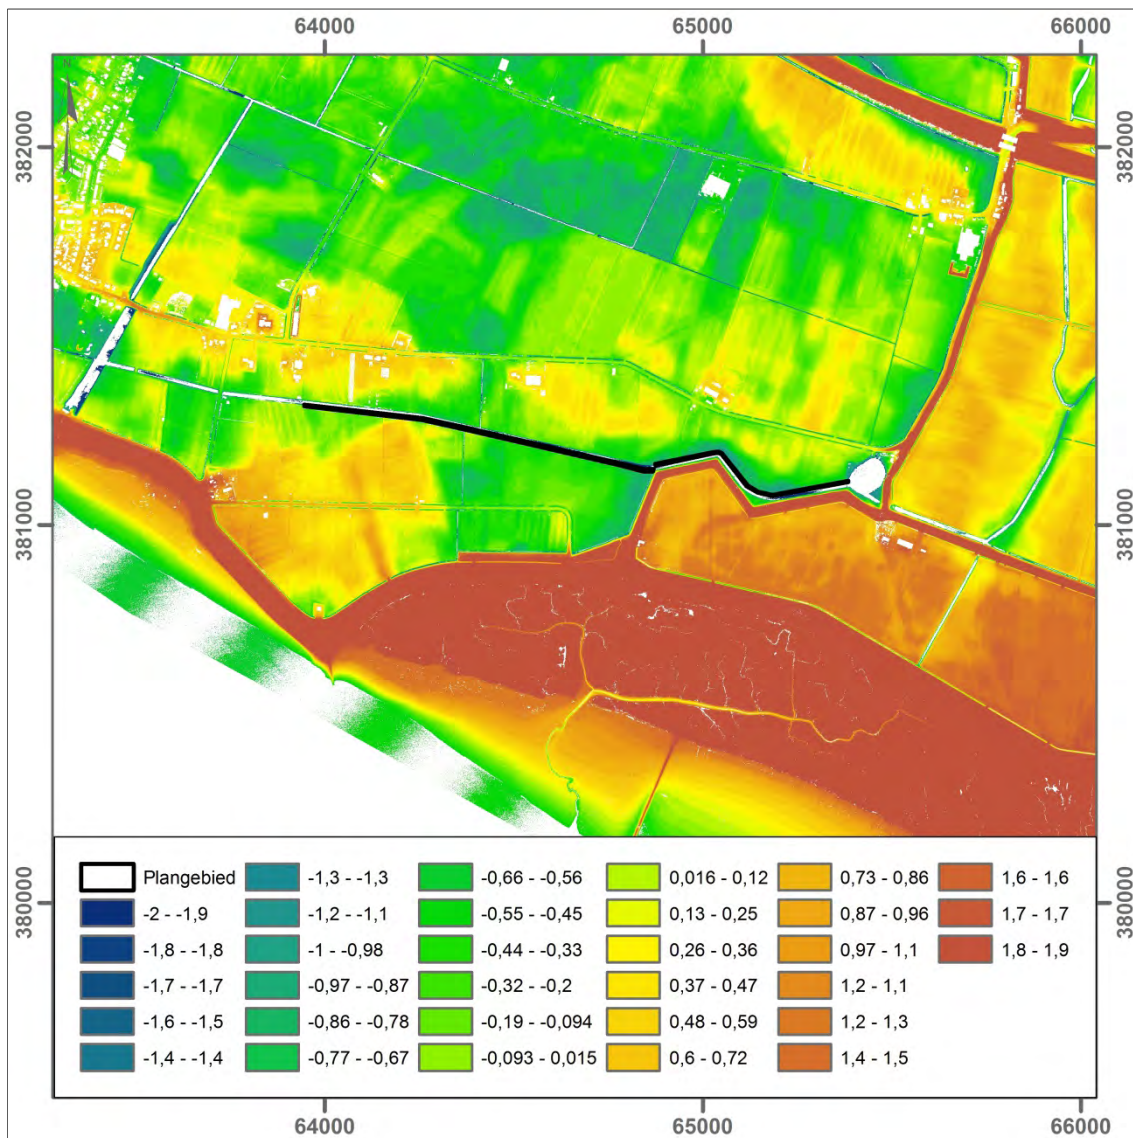 64000 65000 66000
382000 382000
381000 381000
380000 380000
N
Plangebied
-2 - -1,9
-1,8 - -1,8
-1,7 - -1,7
-1,6 - -1,5
-1,4 - -1,4
-1,3 - -1,3
-1,2 - -1,1
-1 - -0,98
-0,97 - -0,87
-0,86 - -0,78
-0,77 - -0,67
-0,66 - -0,56
-0,55 - -0,45
-0,44 - -0,33
-0,32 - -0,2
-0,19 - -0,094
-0,093 - 0,015
0,016 - 0,12
0,13 - 0,25
0,26 - 0,36
0,37 - 0,47
0,48 - 0,59
0,6 - 0,72
0,73 - 0,86
0,87 - 0,96
0,97 - 1,1
1,2 - 1,1
1,2 - 1,3
1,4 - 1,5
1,6 - 1,6
1,7 - 1,7
1,8 - 1,9
64000 65000 66000